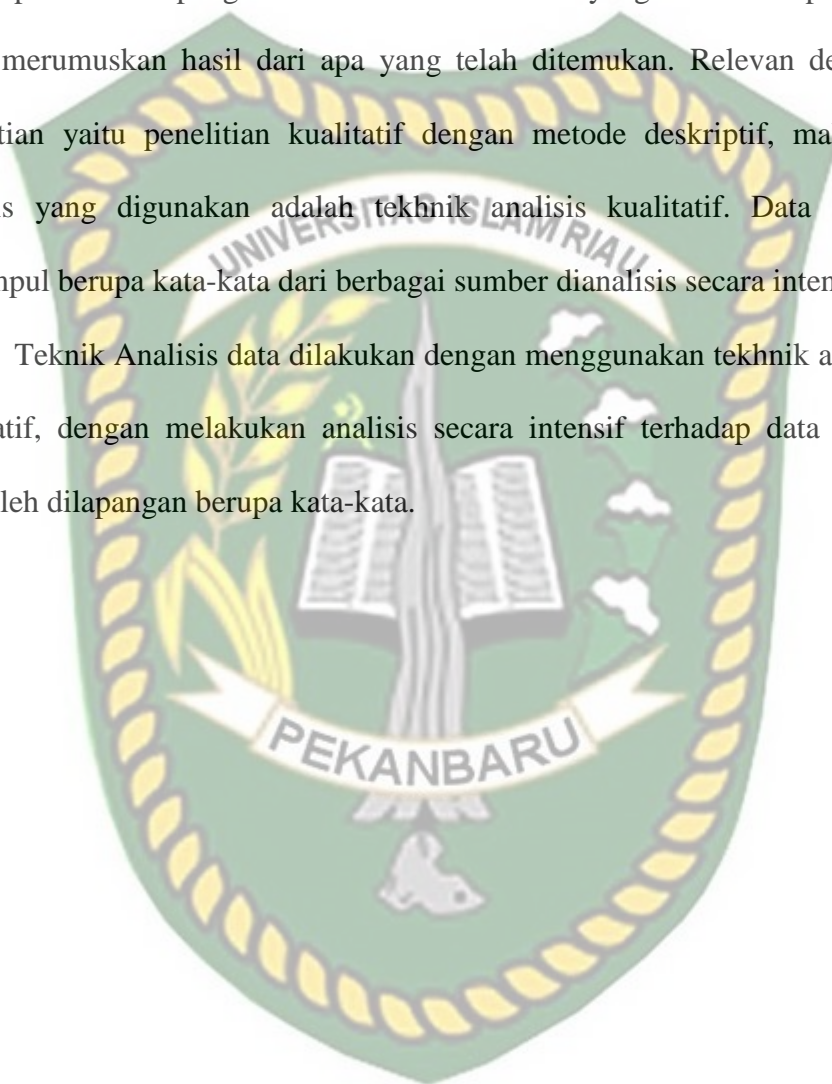 merumuskan hasil dari apa yang telah ditemukan. Relevan de
tian yaitu penelitian kualitatif dengan metode deskriptif, ma
s yang digunakan adalah tekhnik analisis kualitatif. Data
UNIVERSITAS ISLAM RIAU
npul berupa kata-kata dari berbagai sumber dianalisis secara inten
Teknik Analisis data dilakukan dengan menggunakan tekhnik a
atif, dengan melakukan analisis secara intensif terhadap data
leh dilapangan berupa kata-kata.
PEKANBARU